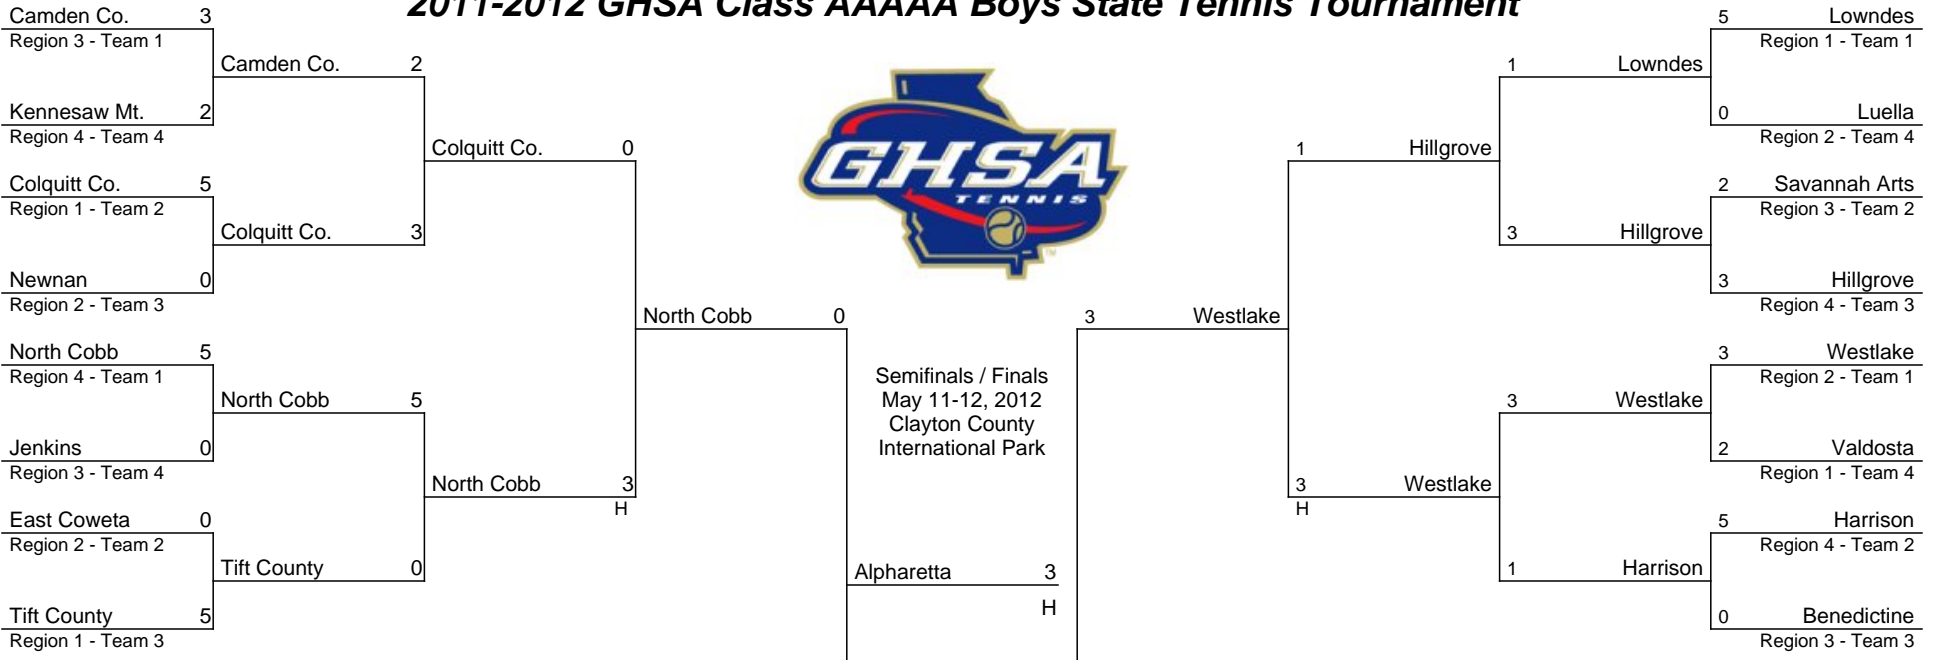 2011-2012 GHSA Class AAAAA Boys State Tennis Tournament
Camden Co. 3
Region 3 - Team 1
Camden Co. 2
Kennesaw Mt. 2
Region 4 - Team 4
Colquitt Co. 0
Colquitt Co. 5
Region 1 - Team 2
Colquitt Co. 3
Newnan 0
Region 2 - Team 3
North Cobb 0
North Cobb 5
Region 4 - Team 1
North Cobb 5
Jenkins 0
Region 3 - Team 4
North Cobb 3
H
East Coweta 0
Region 2 - Team 2
Tift County 0
Tift County 5
Region 1 - Team 3
GHSA
TENNIS
TM
Semifinals / Finals
May 11-12, 2012
Clayton County
International Park
Alpharetta 3
H
5 Lowndes
Region 1 - Team 1
1 Lowndes
0 Luella
Region 2 - Team 4
1 Hillgrove
2 Savannah Arts
Region 3 - Team 2
3 Hillgrove
3 Hillgrove
Region 4 - Team 3
3 Westlake
3 Westlake
Region 2 - Team 1
3 Westlake
2 Valdosta
Region 1 - Team 4
3 Westlake
H
5 Harrison
Region 4 - Team 2
1 Harrison
0 Benedictine
Region 3 - Team 3